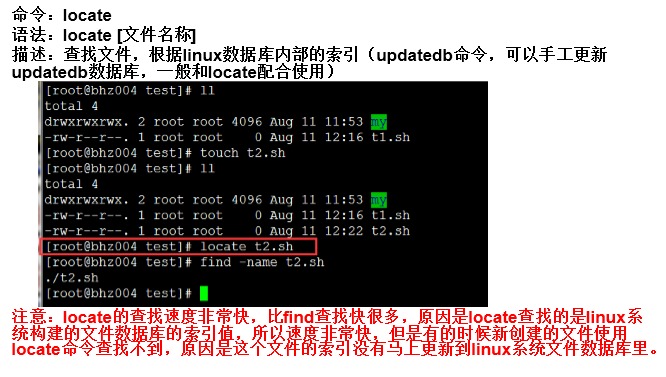 命令：locate
语法：locate [文件名称]
描述：查找文件，根据linux数据库内部的索引（updatedb命令，可以手工更新
updatedb数据库，一般和locate配合使用）
[root@bhz004 test]# ll
total 4
drwxrwxrwx. 2 root root 4096 Aug 11 11:53 my
-rw-r--r--. 1 root root    0 Aug 11 12:16 t1.sh
[root@bhz004 test]# touch t2.sh
[root@bhz004 test]# ll
total 4
drwxrwxrwx. 2 root root 4096 Aug 11 11:53 my
-rw-r--r--. 1 root root    0 Aug 11 12:16 t1.sh
-rw-r--r--. 1 root root    0 Aug 11 12:22 t2.sh
[root@bhz004 test]# locate t2.sh
[root@bhz004 test]# find -name t2.sh
./t2.sh
[root@bhz004 test]#
注意：locate的查找速度非常快，比find查找快很多，原因是locate查找的是linux系
统构建的文件数据库的索引值，所以速度非常快，但是有的时候新创建的文件使用
locate命令查找不到，原因是这个文件的索引没有马上更新到linux系统文件数据库里。